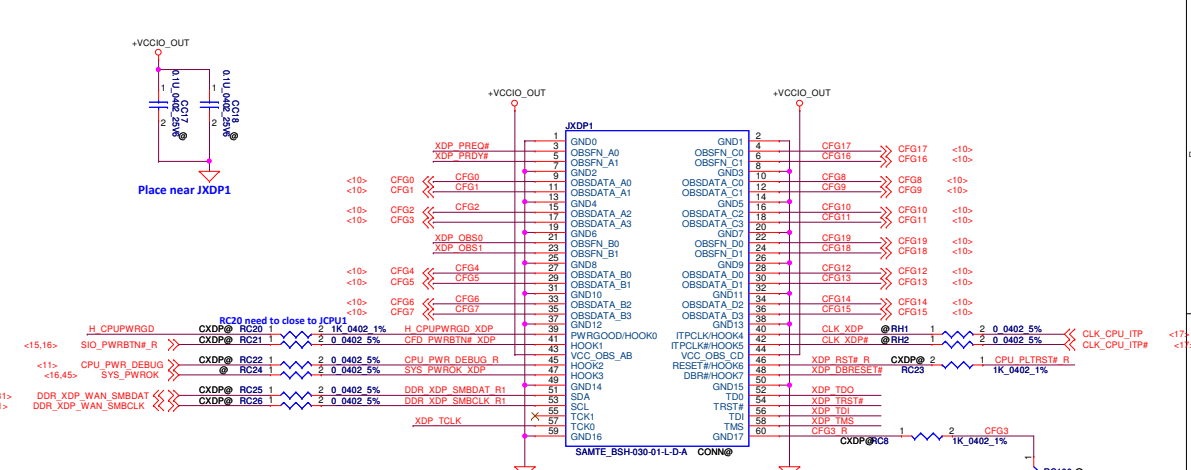 +VCCIO_OUT
0.1U_0402_25V6
CC17
@
0.1U_0402_25V6
CC18
@
1
1
2
2
Place near JXDP1
+VCCIO_OUT
+VCCIO_OUT
JXDP1
1 GND0 GND1 2
XDP_PREQ# 3 OBSFN_A0 OBSFN_C0 4 CFG17 CFG17 <10>
XDP_PRDY# 5 OBSFN_A1 OBSFN_C1 6 CFG16 CFG16 <10>
7 GND2 GND3 8
<10> CFG0 CFG0 9 OBSDATA_A0 OBSDATA_C0 10 CFG8 CFG8 <10>
<10> CFG1 CFG1 11 OBSDATA_A1 OBSDATA_C1 12 CFG9 CFG9 <10>
13 GND4 GND5 14
<10> CFG2 CFG2 15 OBSDATA_A2 OBSDATA_C2 16 CFG10 CFG10 <10>
<10> CFG3 17 OBSDATA_A3 OBSDATA_C3 18 CFG11 CFG11 <10>
19 GND6 GND7 20
XDP_OBS0 21 OBSFN_B0 OBSFN_D0 22 CFG19 CFG19 <10>
XDP_OBS1 23 OBSFN_B1 OBSFN_D1 24 CFG18 CFG18 <10>
25 GND8 GND9 26
<10> CFG4 CFG4 27 OBSDATA_B0 OBSDATA_D0 28 CFG12 CFG12 <10>
<10> CFG5 CFG5 29 OBSDATA_B1 OBSDATA_D1 30 CFG13 CFG13 <10>
31 GND10 GND11 32
<10> CFG6 CFG6 33 OBSDATA_B2 OBSDATA_D2 34 CFG14 CFG14 <10>
<10> CFG7 CFG7 35 OBSDATA_B3 OBSDATA_D3 36 CFG15 CFG15 <10>
RC20 need to close to JCPU1
37 GND12 GND13 38
H_CPUPWRGD CXDP@ RC20 1 2 1K_0402_1% H_CPUPWRGD_XDP 39 PWRGOOD/HOOK0 ITPCLK/HOOK4 40 CLK_XDP @ RH1 1 2 0_0402_5% CLK_CPU_ITP <17>
<15,16> SIO_PWRBTN#_R CXDP@ RC21 1 2 0_0402_5% CFD_PWRBTN#_XDP 41 HOOK1 ITPCLK#/HOOK5 42 CLK_XDP# @ RH2 1 2 0_0402_5% CLK_CPU_ITP# <17
43 VCC_OBS_AB VCC_OBS_CD 44
<11> CPU_PWR_DEBUG CXDP@ RC22 1 2 0_0402_5% CPU_PWR_DEBUG_R 45 HOOK2 RESET#/HOOK6 46 XDP_RST#_R CXDP@ 2 1 CPU_PLTRST#_R
<16,45> SYS_PWROK @ RC24 1 2 0_0402_5% SYS_PWROK_XDP 47 HOOK3 DBR#/HOOK7 48 XDP_DBRESET# RC23 1K_0402_1%
49 GND14 GND15 50
DDR_XDP_WAN_SMBDAT CXDP@ RC25 1 2 0_0402_5% DDR_XDP_SMBDAT_R1 51 SDA TD0 52 XDP_TDO
DDR_XDP_WAN_SMBCLK CXDP@ RC26 1 2 0_0402_5% DDR_XDP_SMBCLK_R1 53 SCL TRST# 54 XDP_TRST#
55 TCK1 TDI 56 XDP_TDI
XDP_TCLK 57 TCK0 TMS 58 XDP_TMS
59 GND16 GND17 60 CFG3_R 1 2 CFG3
CXDP@ RC8 1K_0402_1%
SAMTE_BSH-030-01-L-D-A CONN@
1